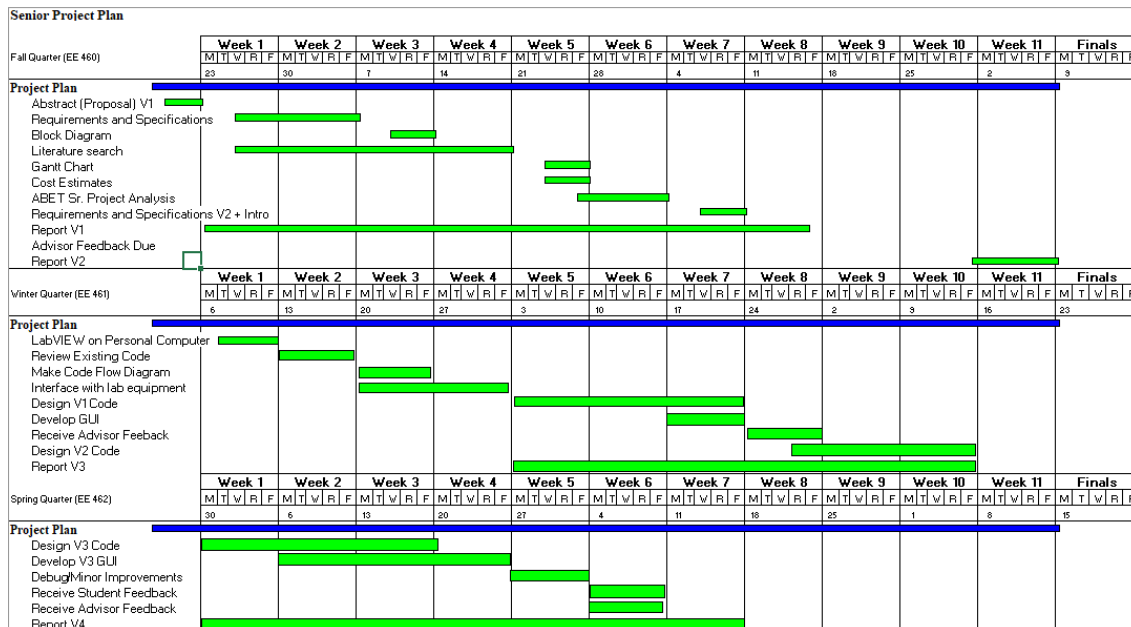 Senior Project Plan
Week 1 Week 2 Week 3 Week 4 Week 5 Week 6 Week 7 Week 8 Week 9 Week 10 Week 11 Finals
Fall Quarter (EE 460) M T W R F M T W R F M T W R F M T W R F M T W R F M T W R F M T W R F M T W R F M T W R F M T W R F M T W R F M T W R F
23 30 7 14 21 28 4 11 18 25 2 9
Project Plan
Abstract (Proposal) V1
Requirements and Specifications
Block Diagram
Literature search
Gantt Chart
Cost Estimates
ABET Sr. Project Analysis
Requirements and Specifications V2 + Intro
Report V1
Advisor Feedback Due
Report V2
Week 1 Week 2 Week 3 Week 4 Week 5 Week 6 Week 7 Week 8 Week 9 Week 10 Week 11 Finals
Winter Quarter (EE 461) M T W R F M T W R F M T W R F M T W R F M T W R F M T W R F M T W R F M T W R F M T W R F M T W R F M T W R F M T W R F
6 13 20 27 3 10 17 24 2 9 16 23
Project Plan
LabVIEW on Personal Computer
Review Existing Code
Make Code Flow Diagram
Interface with lab equipment
Design V1 Code
Develop GUI
Receive Advisor Feeback
Design V2 Code
Report V3
Week 1 Week 2 Week 3 Week 4 Week 5 Week 6 Week 7 Week 8 Week 9 Week 10 Week 11 Finals
Spring Quarter (EE 462) M T W R F M T W R F M T W R F M T W R F M T W R F M T W R F M T W R F M T W R F M T W R F M T W R F M T W R F M T W R F
30 6 13 20 27 4 11 18 25 1 8 15
Project Plan
Design V3 Code
Develop V3 GUI
Debug/Minor Improvements
Receive Student Feedback
Receive Advisor Feedback
Report V4